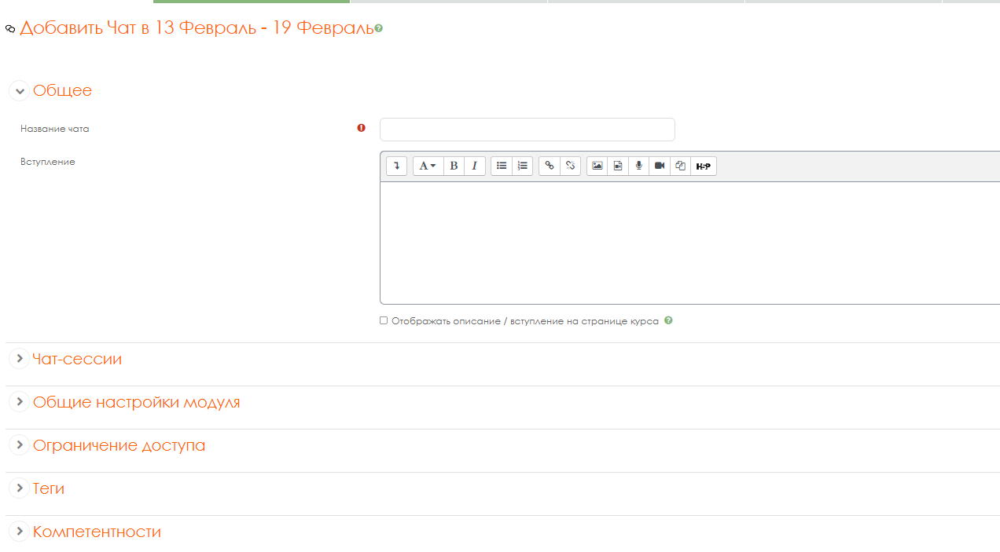 Добавить Чат в 13 Февраль - 19 Февраль
Общее
Название чата
Вступление
A B I H-P
Отображать описание / вступление на странице курса
Чат-сессии
Общие настройки модуля
Ограничение доступа
Теги
Компетентности